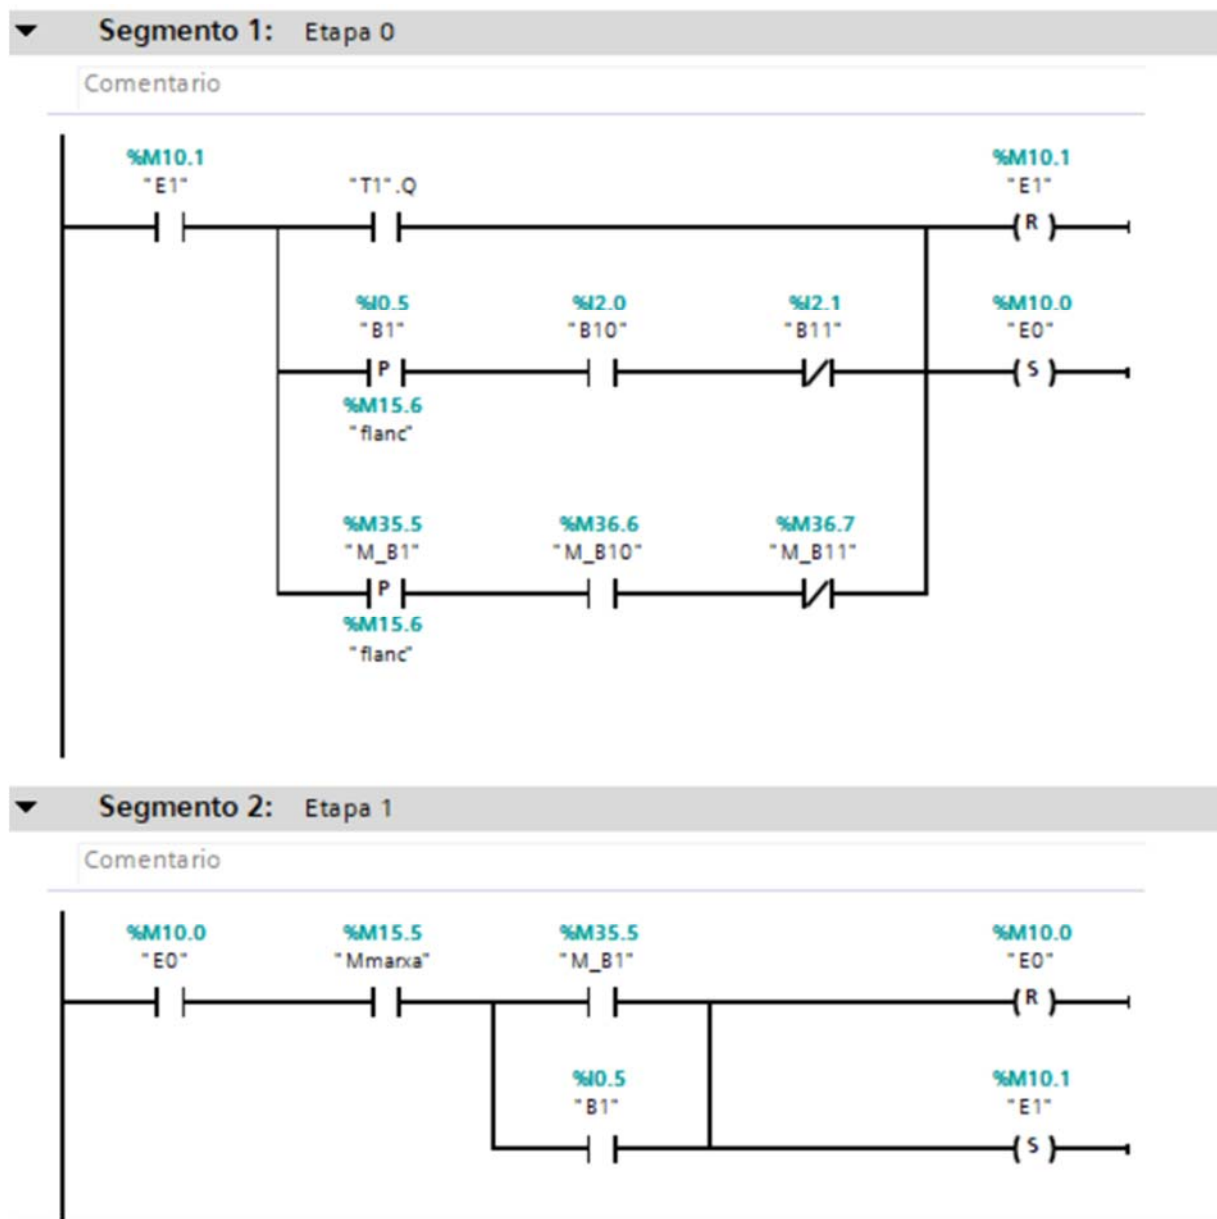 Segmento 1: Etapa 0
Comentario
%M10.1 %M10.1
"E1" "T1".Q "E1"
R
%I0.5 %I2.0 %I2.1 %M10.0
"B1" "B10" "B11" "E0"
P S
%M15.6
"flanc"
%M35.5 %M36.6 %M36.7
"M_B1" "M_B10" "M_B11"
P
%M15.6
"flanc"
Segmento 2: Etapa 1
Comentario
%M10.0 %M15.5 %M35.5 %M10.0
"E0" "Mmarxa" "M_B1" "E0"
R
%I0.5 %M10.1
"B1" "E1"
S